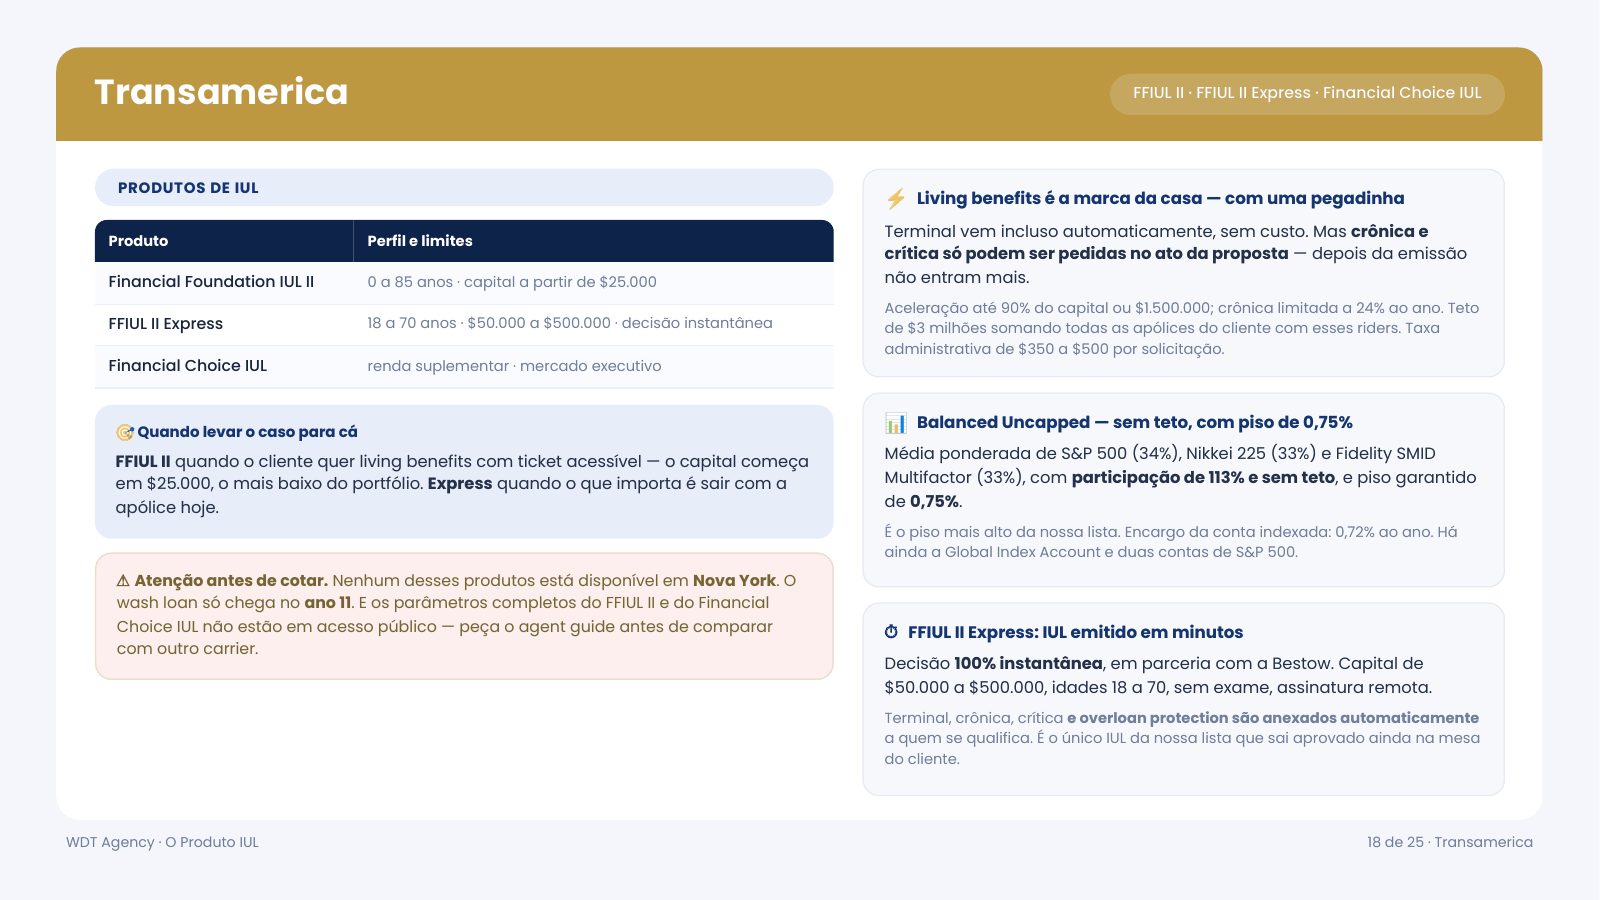 Transamerica
FFIUL II · FFIUL II Express · Financial Choice IUL
PRODUTOS DE IUL
Produto
Perfil e limites
Financial Foundation IUL II
0 a 85 anos · capital a partir de $25.000
FFIUL II Express
18 a 70 anos · $50.000 a $500.000 · decisão instantânea
Financial Choice IUL
renda suplementar · mercado executivo
🎯 Quando levar o caso para cá
FFIUL II quando o cliente quer living benefits com ticket acessível — o capital começa
em $25.000, o mais baixo do portfólio. Express quando o que importa é sair com a
apólice hoje.
⚠ Atenção antes de cotar. Nenhum desses produtos está disponível em Nova York. O
wash loan só chega no ano 11. E os parâmetros completos do FFIUL II e do Financial
Choice IUL não estão em acesso público — peça o agent guide antes de comparar
com outro carrier.
⚡ Living benefits é a marca da casa — com uma pegadinha
Terminal vem incluso automaticamente, sem custo. Mas crônica e
crítica só podem ser pedidas no ato da proposta — depois da emissão
não entram mais.
Aceleração até 90% do capital ou $1.500.000; crônica limitada a 24% ao ano. Teto
de $3 milhões somando todas as apólices do cliente com esses riders. Taxa
administrativa de $350 a $500 por solicitação.
📊 Balanced Uncapped — sem teto, com piso de 0,75%
Média ponderada de S&P 500 (34%), Nikkei 225 (33%) e Fidelity SMID
Multifactor (33%), com participação de 113% e sem teto, e piso garantido
de 0,75%.
É o piso mais alto da nossa lista. Encargo da conta indexada: 0,72% ao ano. Há
ainda a Global Index Account e duas contas de S&P 500.
⏱ FFIUL II Express: IUL emitido em minutos
Decisão 100% instantânea, em parceria com a Bestow. Capital de
$50.000 a $500.000, idades 18 a 70, sem exame, assinatura remota.
Terminal, crônica, crítica e overloan protection são anexados automaticamente
a quem se qualifica. É o único IUL da nossa lista que sai aprovado ainda na mesa
do cliente.
WDT Agency · O Produto IUL
18 de 25 · Transamerica